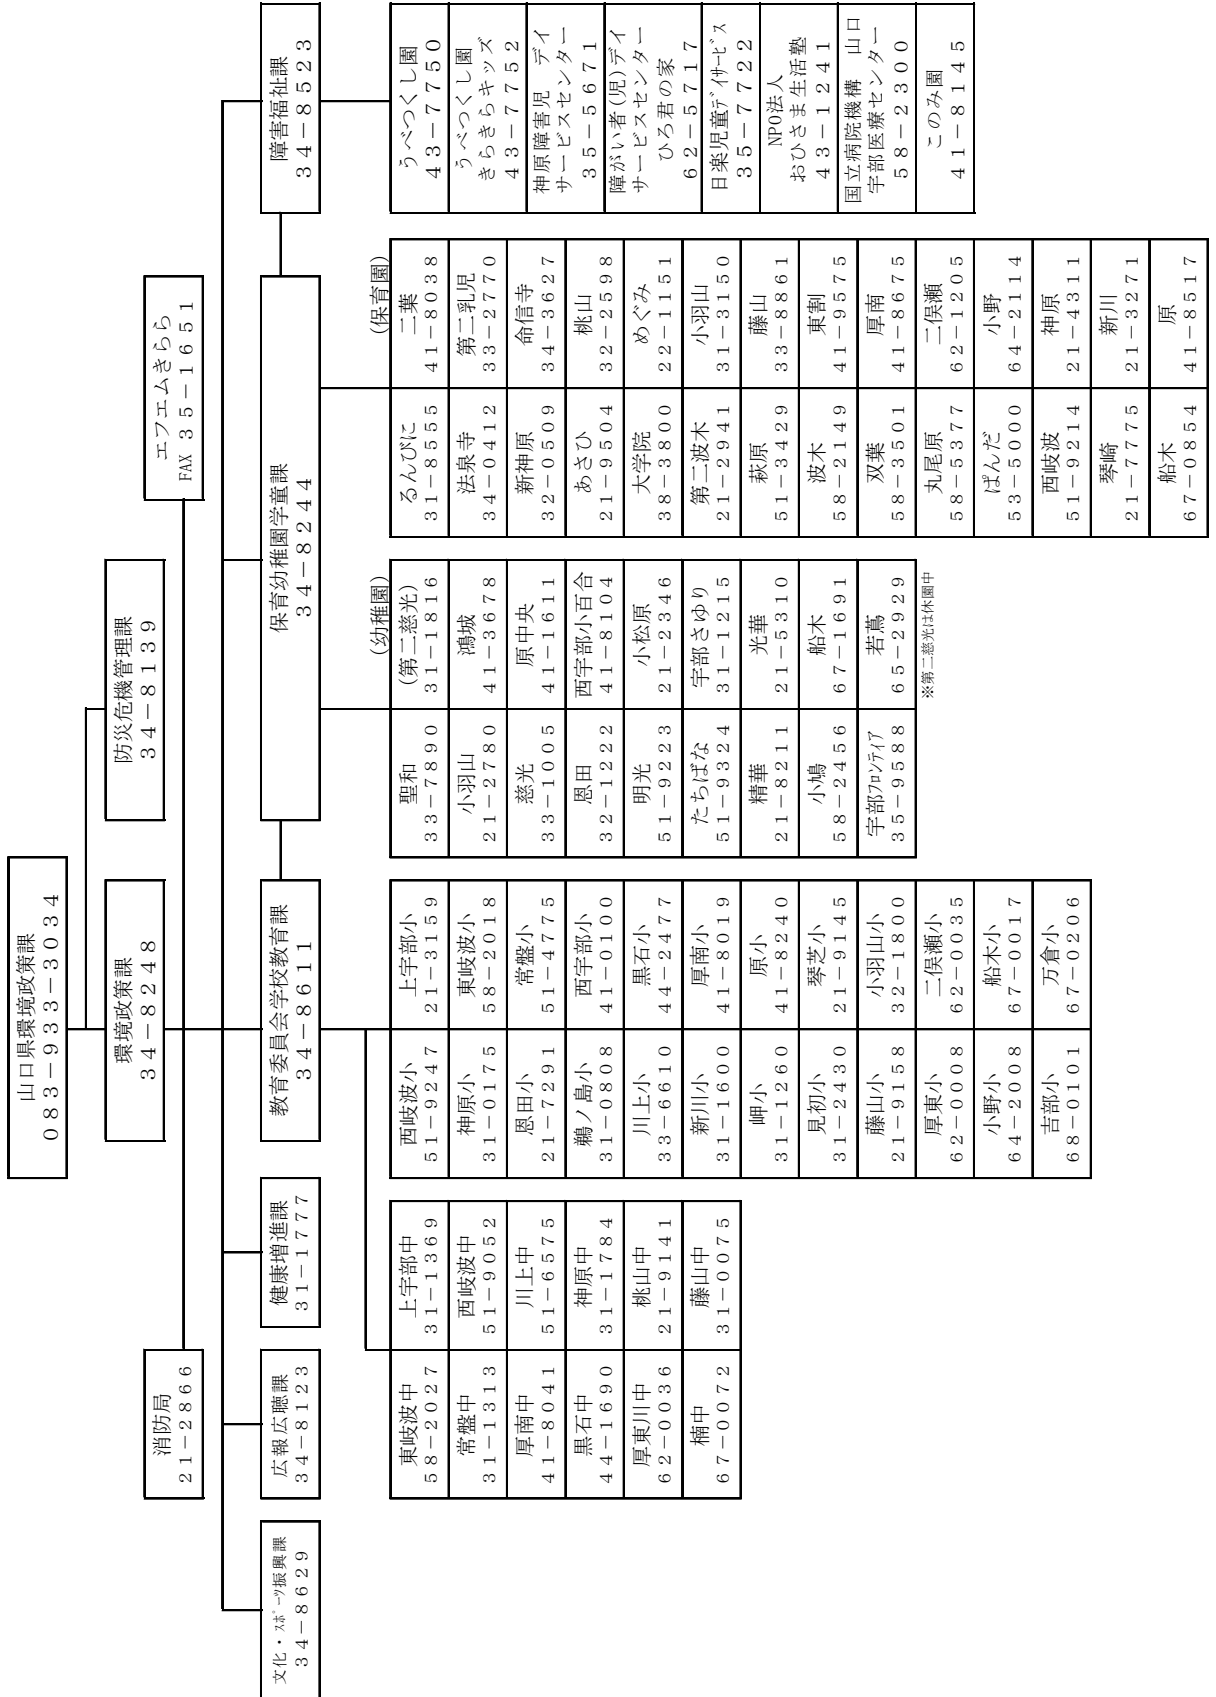 山口県環境政策課
０８３－９３３－３０３４
環境政策課
３４－８２４８
防災危機管理課
３４－８１３９
消防局
２１－２８６６
エフエムきらら
FAX ３５－１６５１
文化・ｽﾎﾟｰﾂ振興課
３４－８６２９
広報広聴課
３４－８１２３
健康増進課
３１－１７７７
教育委員会学校教育課
３４－８６１１
保育幼稚園学童課
３４－８２４４
障害福祉課
３４－８５２３
東岐波中
５８－２０２７
上宇部中
３１－１３６９
常盤中
３１－１３１３
西岐波中
５１－９０５２
厚南中
４１－８０４１
川上中
５１－６５７５
黒石中
４４－１６９０
神原中
３１－１７８４
厚東川中
６２－００３６
桃山中
２１－９１４１
楠中
６７－００７２
藤山中
３１－００７５
西岐波小
５１－９２４７
上宇部小
２１－３１５９
神原小
３１－０１７５
東岐波小
５８－２０１８
恩田小
２１－７２９１
常盤小
５１－４７７５
鵜ノ島小
３１－０８０８
西宇部小
４１－０１００
川上小
３３－６６１０
黒石小
４４－２４７７
新川小
３１－１６００
厚南小
４１－８０１９
岬小
３１－１２６０
原小
４１－８２４０
見初小
３１－２４３０
琴芝小
２１－９１４５
藤山小
２１－９１５８
小羽山小
３２－１８００
厚東小
６２－０００８
二俣瀬小
６２－００３５
小野小
６４－２００８
船木小
６７－００１７
吉部小
６８－０１０１
万倉小
６７－０２０６
(幼稚園)
聖和
３３－７８９０
(第二慈光)
３１－１８１６
小羽山
２１－２７８０
鴻城
４１－３６７８
慈光
３３－１００５
原中央
４１－１６１１
恩田
３２－１２２２
西宇部小百合
４１－８１０４
明光
５１－９２２３
小松原
２１－２３４６
たちばな
５１－９３２４
宇部さゆり
３１－１２１５
精華
２１－８２１１
光華
２１－５３１０
小鳩
５８－２４５６
船木
６７－１６９１
宇部ﾌﾛﾝﾃｨｱ
３５－９５８８
若蔦
６５－２９２９
※第二慈光は休園中
(保育園)
るんびに
３１－８５５５
二葉
４１－８０３８
法泉寺
３４－０４１２
第二乳児
３３－２７７０
新神原
３２－０５０９
命信寺
３４－３６２７
あさひ
２１－９５０４
桃山
３２－２５９８
大学院
３８－３８００
めぐみ
２２－１１５１
第二波木
２１－２９４１
小羽山
３１－３１５０
萩原
５１－３４２９
藤山
３３－８８６１
波木
５８－２１４９
東割
４１－９５７５
双葉
５８－３５０１
厚南
４１－８６７５
丸尾原
５８－５３７７
二俣瀬
６２－１２０５
ぱんだ
５３－５０００
小野
６４－２１１４
西岐波
５１－９２１４
神原
２１－４３１１
琴崎
２１－７７７５
新川
２１－３２７１
船木
６７－０８５４
原
４１－８５１７
うべつくし園
４３－７７５０
うべつくし園
きらきらキッズ
４３－７７５２
神原障害児　デイ
サービスセンター
３５－５６７１
障がい者(児)デイ
サービスセンター
ひろ君の家
６２－５７１７
日楽児童ﾃﾞｲｻｰﾋﾞｽ
３５－７７２２
NPO法人
おひさま生活塾
４３－１２４１
国立病院機構　山口
宇部医療センター
５８－２３００
このみ園
４１－８１４５